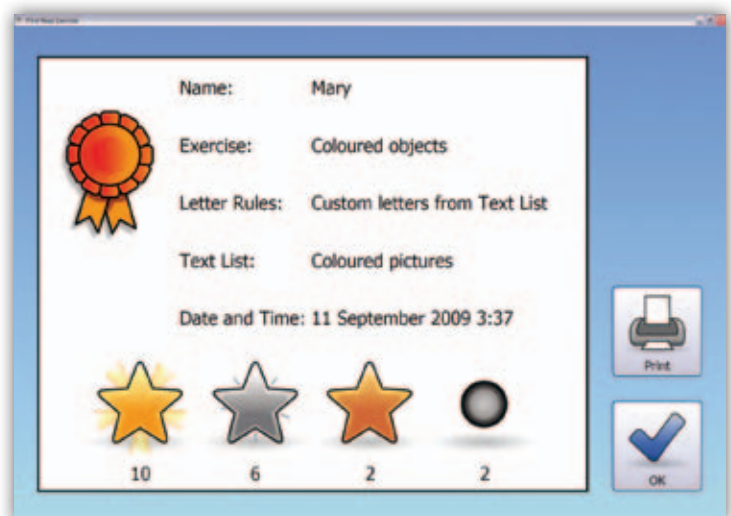 Name: Mary
Exercise: Coloured objects
Letter Rules: Custom letters from Text List
Text List: Coloured pictures
Date and Time: 11 September 2009 3:37
10 6 2 2
Print
OK